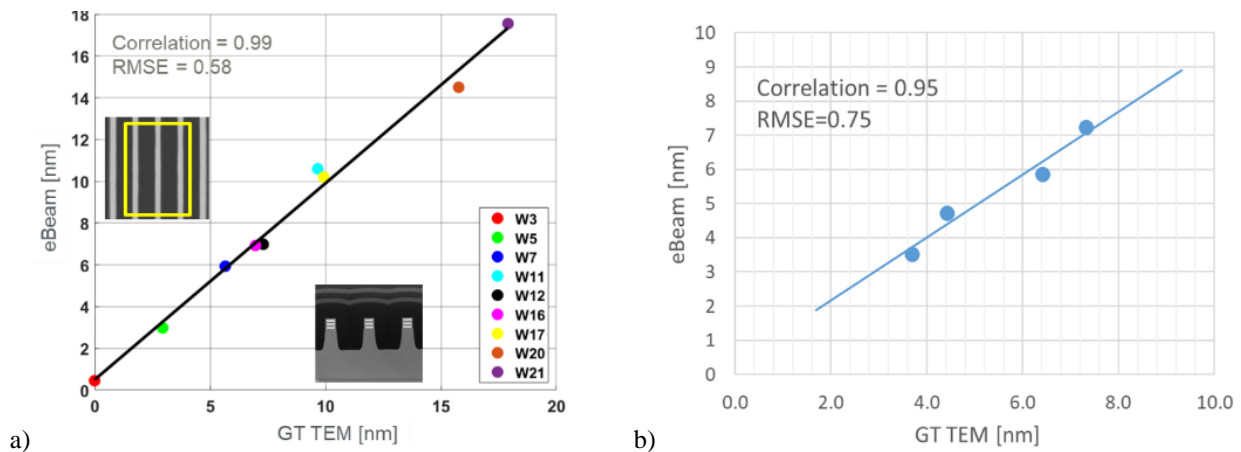 18
16
14
12
10
8
6
4
2
0
eBeam [nm]
Correlation = 0.99
RMSE = 0.58
W3
W5
W7
W11
W12
W16
W17
W20
W21
0 5 10 15 20
GT TEM [nm]
a)
10
9
8
7
6
5
4
3
2
1
0
eBeam [nm]
Correlation = 0.95
RMSE=0.75
0.0 2.0 4.0 6.0 8.0 10.0
GT TEM [nm]
b)